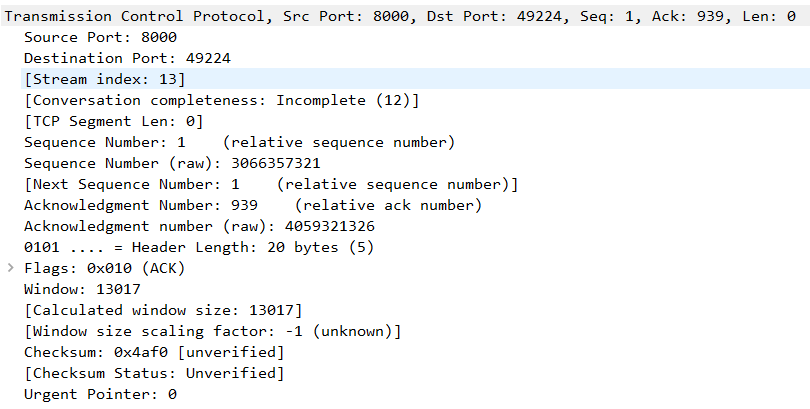 Transmission Control Protocol, Src Port: 8000, Dst Port: 49224, Seq: 1, Ack: 939, Len: 0
Source Port: 8000
Destination Port: 49224
[Stream index: 13]
[Conversation completeness: Incomplete (12)]
[TCP Segment Len: 0]
Sequence Number: 1    (relative sequence number)
Sequence Number (raw): 3066357321
[Next Sequence Number: 1    (relative sequence number)]
Acknowledgment Number: 939    (relative ack number)
Acknowledgment number (raw): 4059321326
0101 .... = Header Length: 20 bytes (5)
Flags: 0x010 (ACK)
Window: 13017
[Calculated window size: 13017]
[Window size scaling factor: -1 (unknown)]
Checksum: 0x4af0 [unverified]
[Checksum Status: Unverified]
Urgent Pointer: 0